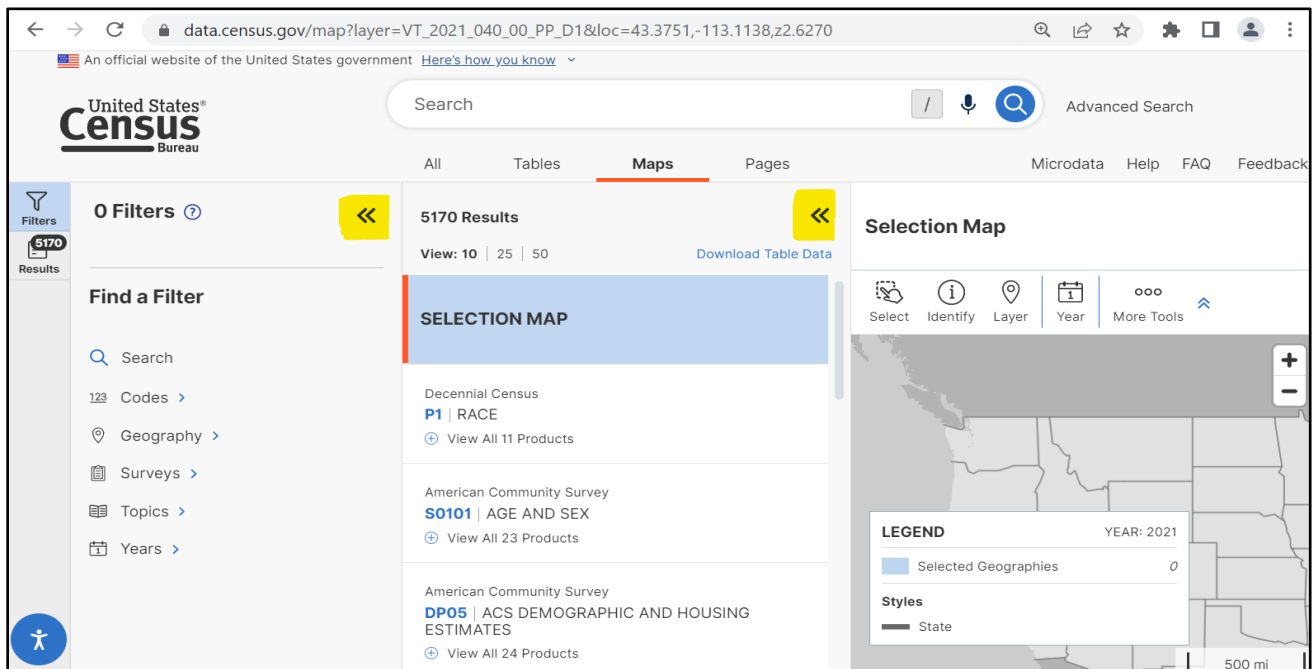 data.census.gov/map?layer=VT_2021_040_00_PP_D1&loc=43.3751,-113.1138,z2.6270
An official website of the United States government Here's how you know
United States®
Census
Bureau
Search
/
Advanced Search
All Tables Maps Pages
Microdata Help FAQ Feedback
Filters
5170
Results
0 Filters ?
Find a Filter
Search
123 Codes >
Geography >
Surveys >
Topics >
1 Years >
5170 Results
View: 10 | 25 | 50
Download Table Data
SELECTION MAP
Decennial Census
P1 | RACE
View All 11 Products
American Community Survey
S0101 | AGE AND SEX
View All 23 Products
American Community Survey
DP05 | ACS DEMOGRAPHIC AND HOUSING
ESTIMATES
View All 24 Products
Selection Map
Select
i Identify
Layer
1 Year
More Tools
+
−
LEGEND YEAR: 2021
Selected Geographies 0
Styles
State
500 mi